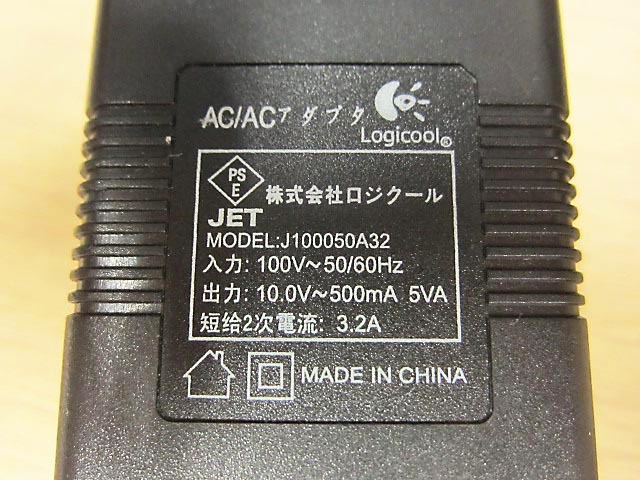 AC/ACアダプタ
Logicool®
PS
E
株式会社ロジクール
JET
MODEL:J100050A32
入力: 100V～50/60Hz
出力: 10.0V～500mA 5VA
短给2次電流: 3.2A
MADE IN CHINA